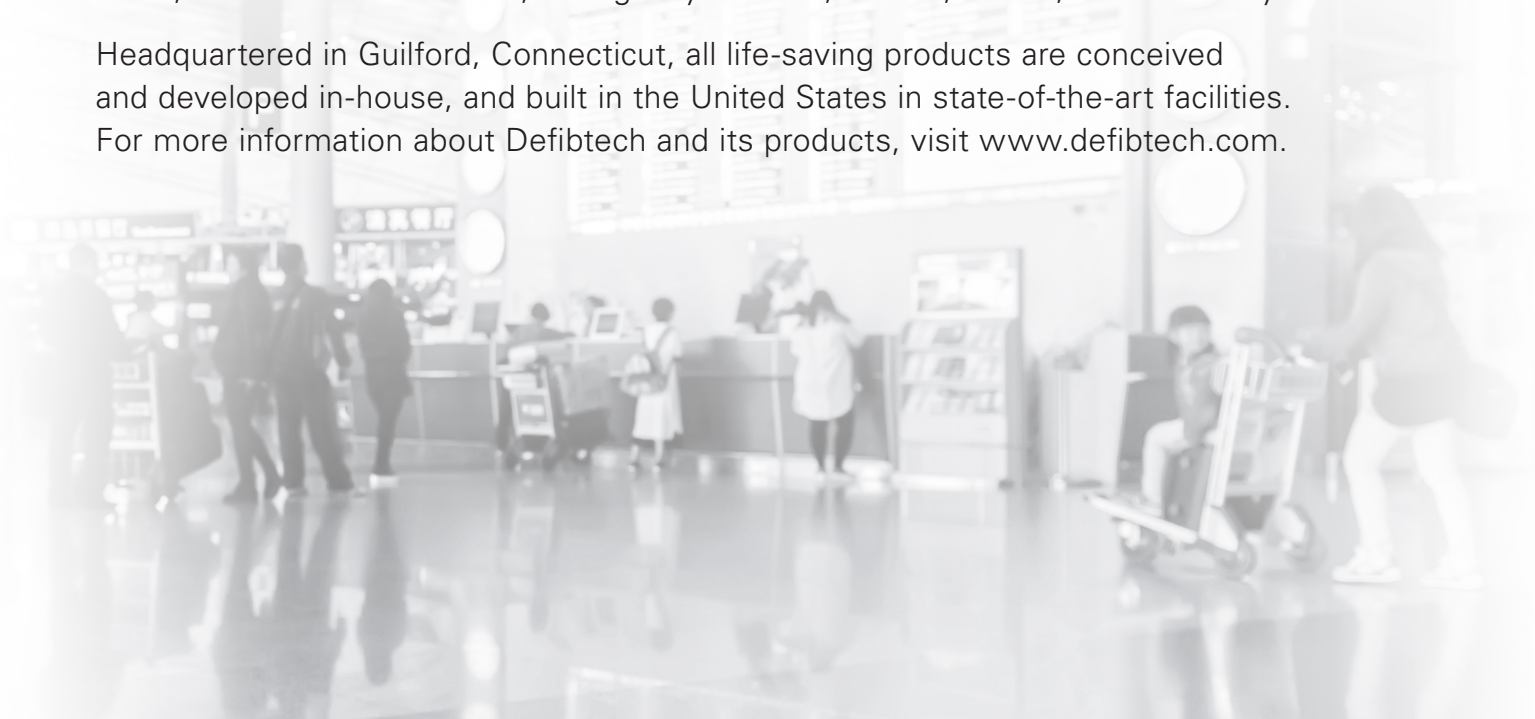 Headquartered in Guilford, Connecticut, all life-saving products are conceived
and developed in-house, and built in the United States in state-of-the-art facilities.
For more information about Defibtech and its products, visit www.defibtech.com.